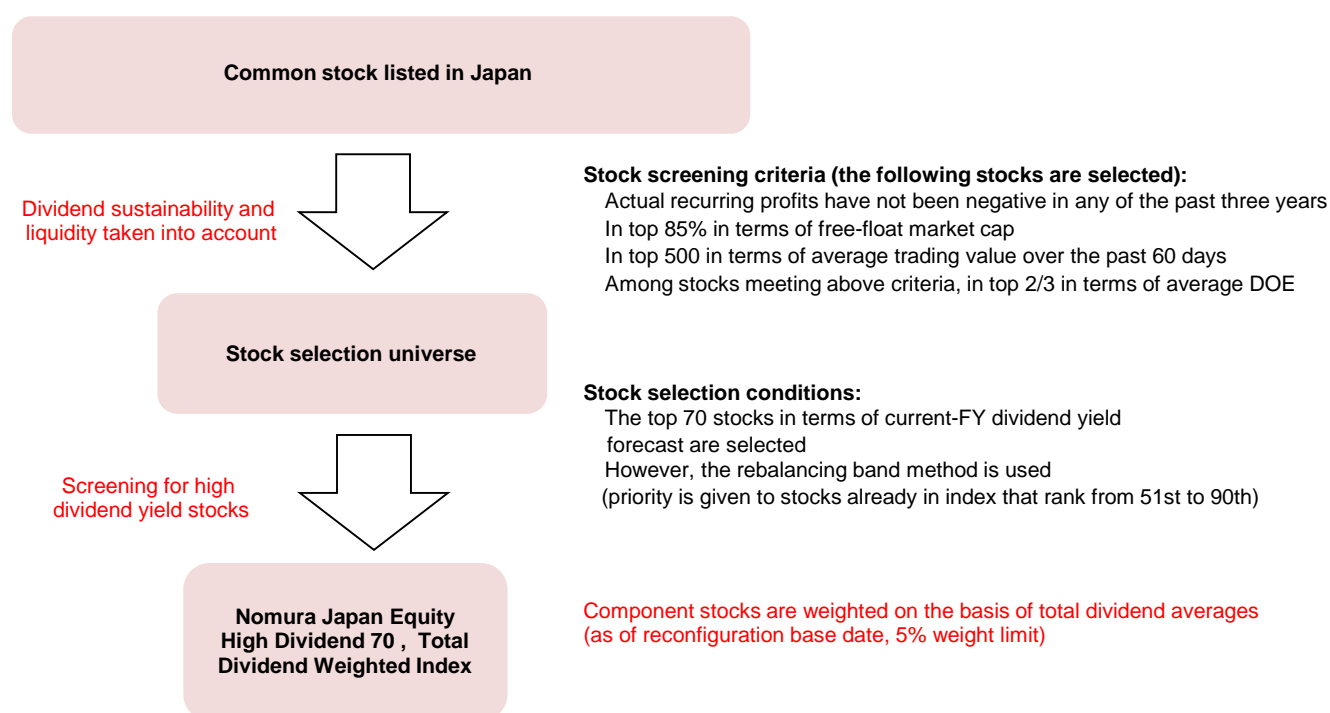 Common stock listed in Japan
Dividend sustainability and
liquidity taken into account
Stock screening criteria (the following stocks are selected):
Actual recurring profits have not been negative in any of the past three years
In top 85% in terms of free-float market cap
In top 500 in terms of average trading value over the past 60 days
Among stocks meeting above criteria, in top 2/3 in terms of average DOE
Stock selection universe
Stock selection conditions:
The top 70 stocks in terms of current-FY dividend yield
forecast are selected
However, the rebalancing band method is used
(priority is given to stocks already in index that rank from 51st to 90th)
Screening for high
dividend yield stocks
Nomura Japan Equity
High Dividend 70 , Total
Dividend Weighted Index
Component stocks are weighted on the basis of total dividend averages
(as of reconfiguration base date, 5% weight limit)